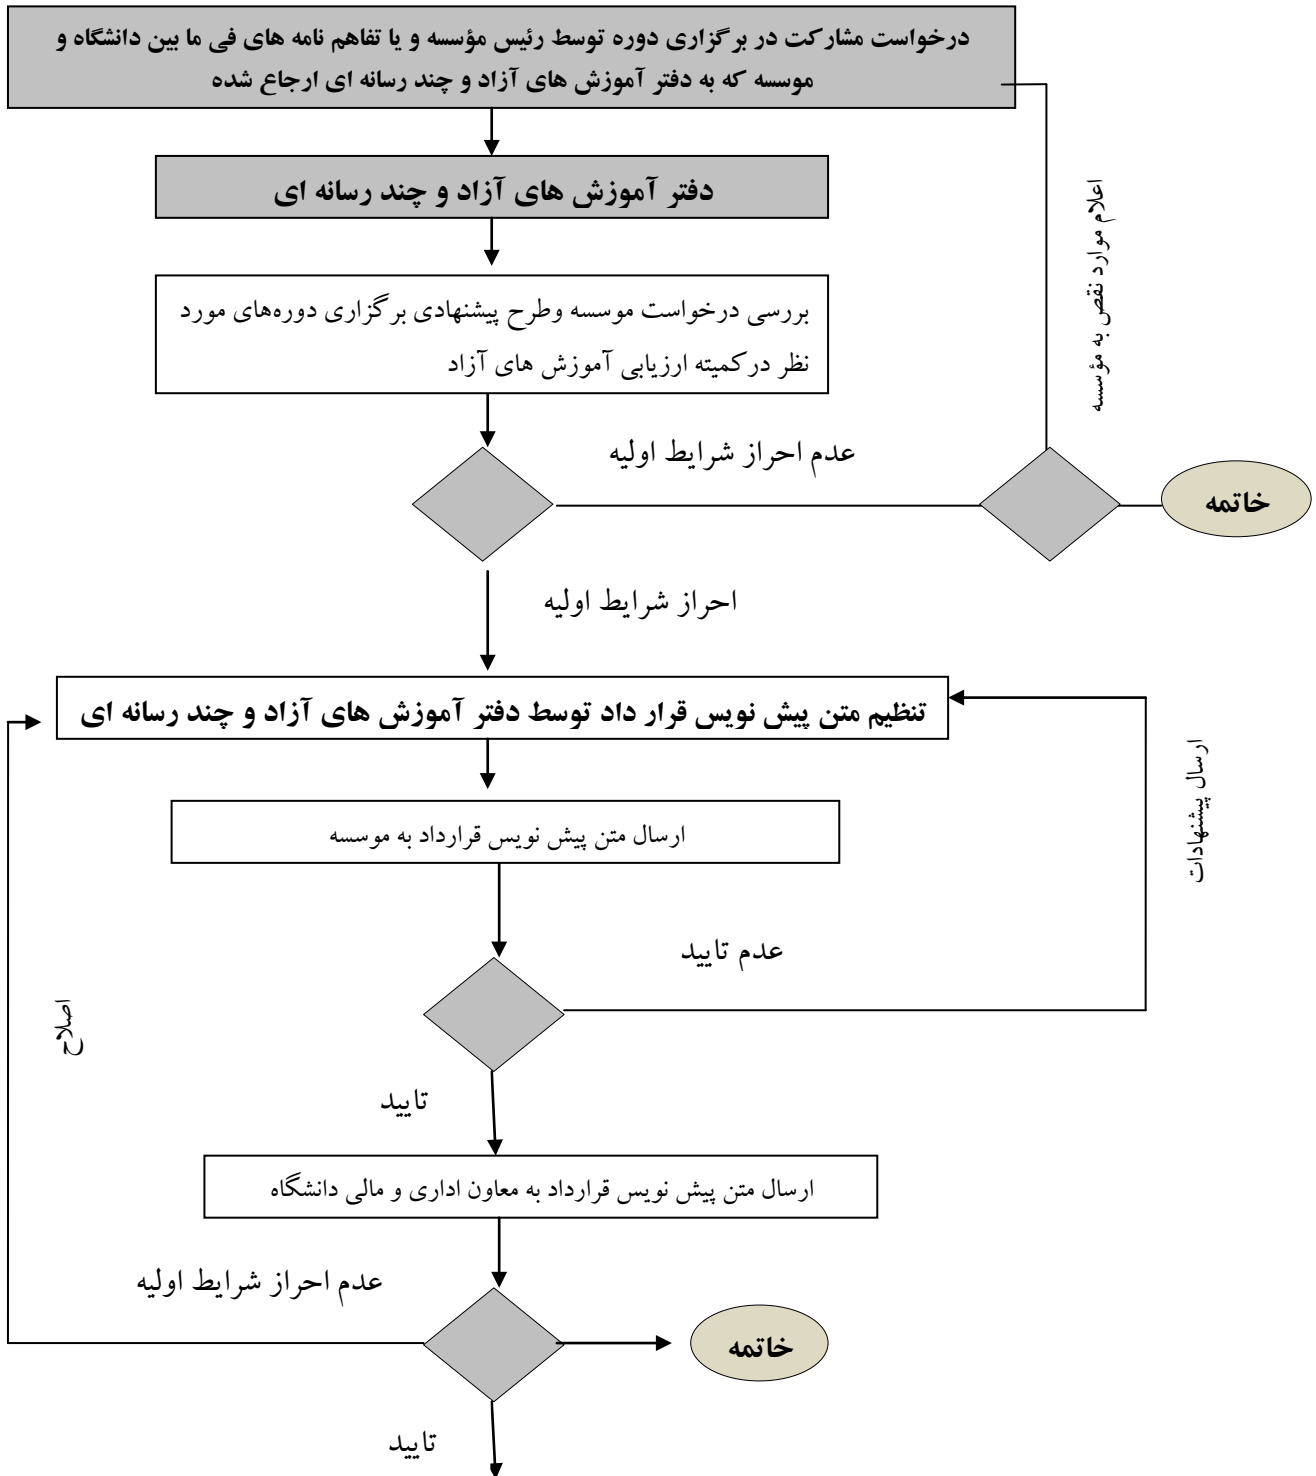 درخواست مشارکت در برگزاری دوره توسط رئیس مؤسسه و یا تفاهم نامه های فی ما بین دانشگاه و
موسسه که به دفتر آموزش های آزاد و چند رسانه ای ارجاع شده
دفتر آموزش های آزاد و چند رسانه ای
اعلام موارد نقص به مؤسسه
بررسی درخواست موسسه وطرح پیشنهادی برگزاری دوره‌های مورد
نظر درکمیته ارزیابی آموزش های آزاد
عدم احراز شرایط اولیه
خاتمه
احراز شرایط اولیه
تنظیم متن پیش نویس قرار داد توسط دفتر آموزش های آزاد و چند رسانه ای
ارسال پیشنهادات
ارسال متن پیش نویس قرارداد به موسسه
عدم تایید
اصلاح
تایید
ارسال متن پیش نویس قرارداد به معاون اداری و مالی دانشگاه
عدم احراز شرایط اولیه
خاتمه
تایید